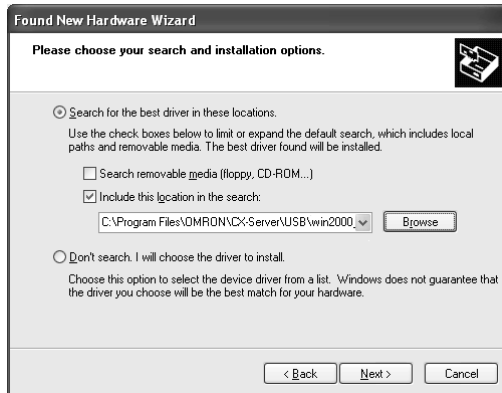 Found New Hardware Wizard
Please choose your search and installation options.
Search for the best driver in these locations.
Use the check boxes below to limit or expand the default search, which includes local
paths and removable media. The best driver found will be installed.
Search removable media (floppy, CD-ROM...)
Include this location in the search:
C:\Program Files\OMRON\CX-Server\USB\win2000_
Browse
Don't search. I will choose the driver to install.
Choose this option to select the device driver from a list. Windows does not guarantee that
the driver you choose will be the best match for your hardware.
< Back Next > Cancel